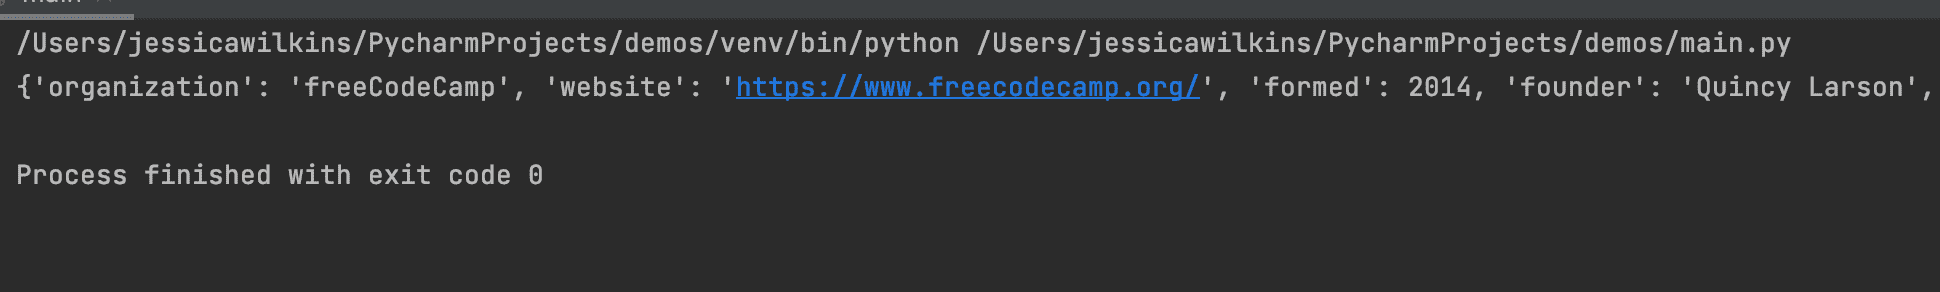 /Users/jessicawilkins/PycharmProjects/demos/venv/bin/python /Users/jessicawilkins/PycharmProjects/demos/main.py
{'organization': 'freeCodeCamp', 'website': 'https://www.freecodecamp.org/', 'formed': 2014, 'founder': 'Quincy Larson',
Process finished with exit code 0